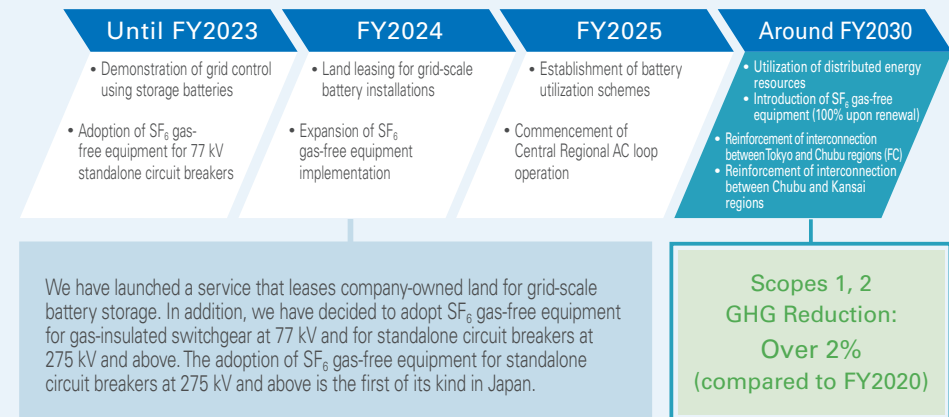 Until FY2023
• Demonstration of grid control
using storage batteries
• Adoption of SF₆ gas-
free equipment for 77 kV
standalone circuit breakers
FY2024
• Land leasing for grid-scale
battery installations
• Expansion of SF₆
gas-free equipment
implementation
FY2025
• Establishment of battery
utilization schemes
• Commencement of
Central Regional AC loop
operation
Around FY2030
• Utilization of distributed energy
resources
• Introduction of SF₆ gas-free
equipment (100% upon renewal)
• Reinforcement of interconnection
between Tokyo and Chubu regions (FC)
• Reinforcement of interconnection
between Chubu and Kansai
regions
We have launched a service that leases company-owned land for grid-scale
battery storage. In addition, we have decided to adopt SF₆ gas-free equipment
for gas-insulated switchgear at 77 kV and for standalone circuit breakers at
275 kV and above. The adoption of SF₆ gas-free equipment for standalone
circuit breakers at 275 kV and above is the first of its kind in Japan.
Scopes 1, 2
GHG Reduction:
Over 2%
(compared to FY2020)